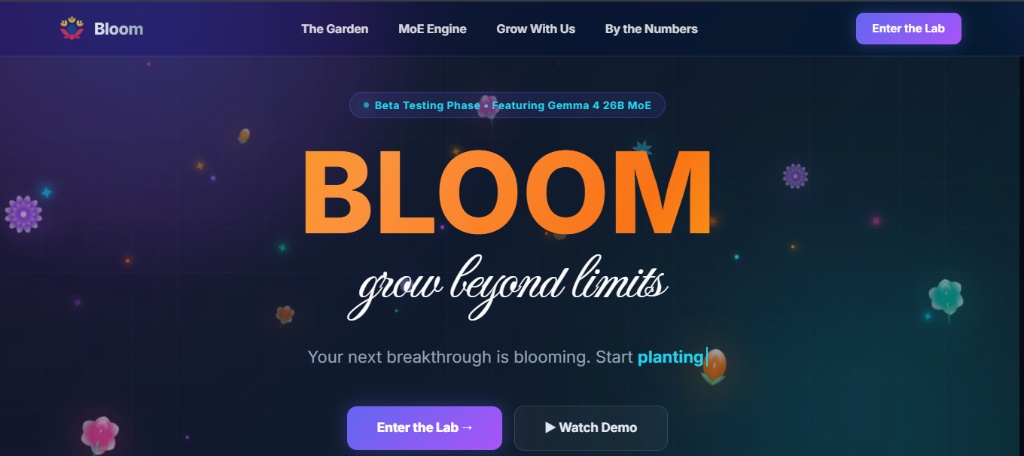 Bloom
The Garden
MoE Engine
Grow With Us
By the Numbers
Enter the Lab
Beta Testing Phase • Featuring Gemma 4 26B MoE
BLOOM
grow beyond limits
Your next breakthrough is blooming. Start planting|
Enter the Lab →
▶ Watch Demo